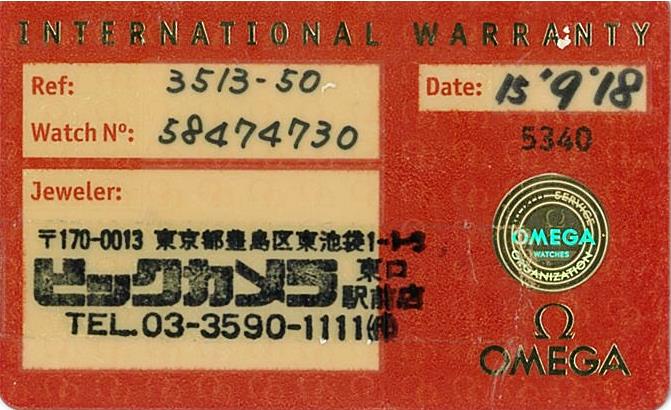 INTERNATIONAL WARRANTY
Ref: 3513-50
Date: 15'9'18
Watch Nº: 58474730
5340
Jeweler:
〒170-0013 東京都豊島区東池袋1-1-3
ビックカメラ 東口駅前店
TEL.03-3590-1111㈹
SERVICE
OMEGA
WATCHES
ORGANIZATION
Ω
OMEGA